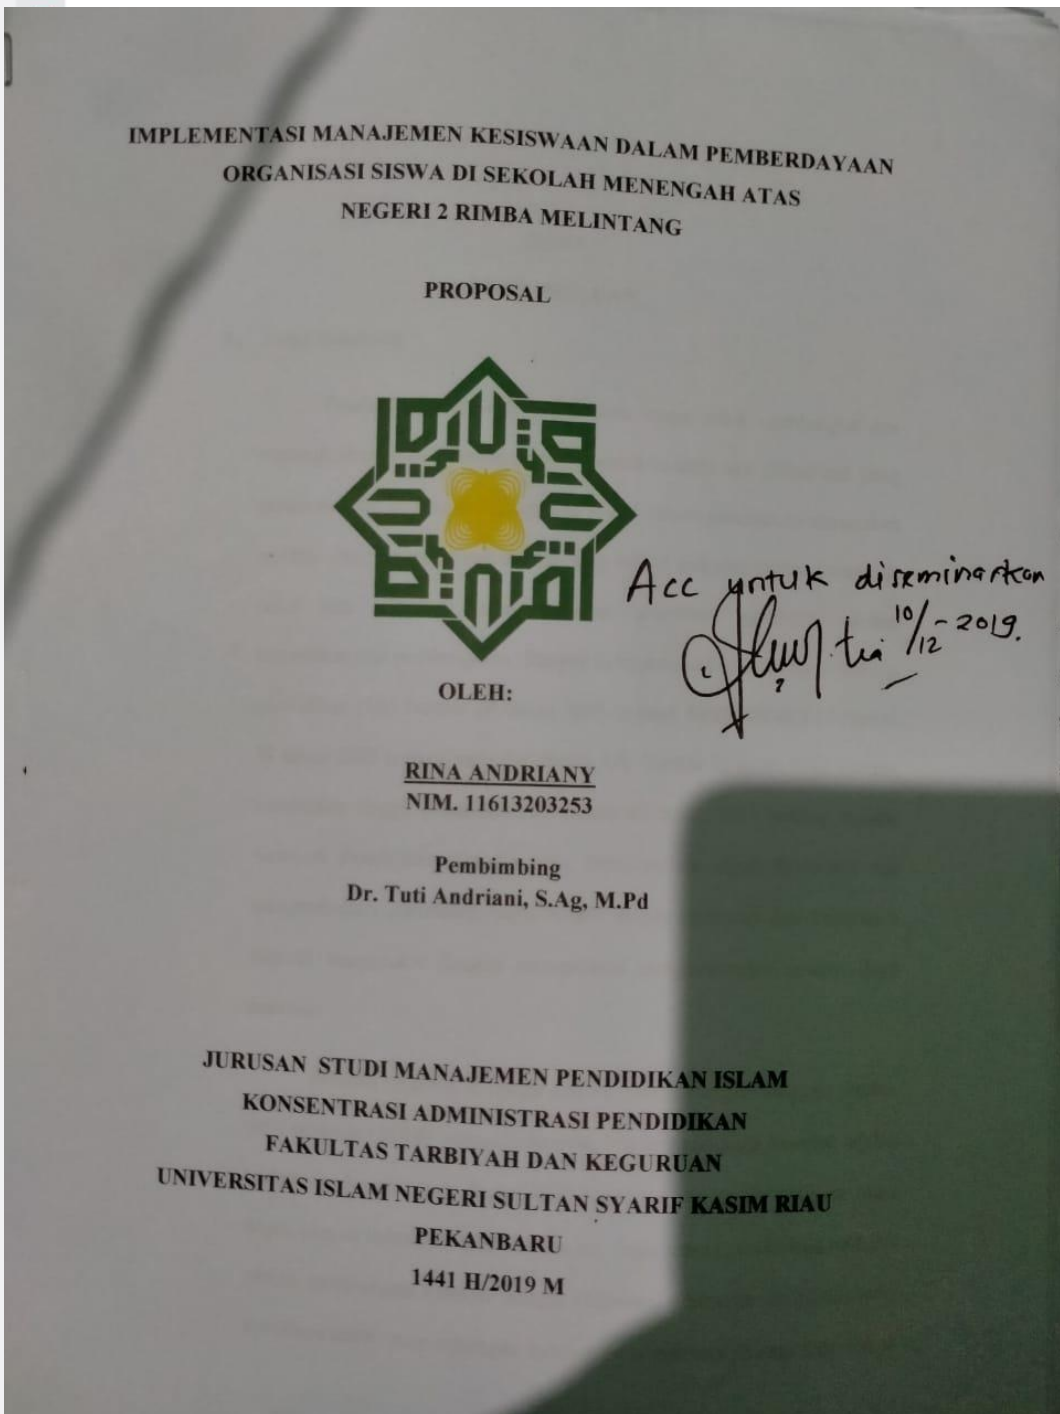 IMPLEMENTASI MANAJEMEN KESISWAAN DALAM PEMBERDAYAAN
ORGANISASI SISWA DI SEKOLAH MENENGAH ATAS
NEGERI 2 RIMBA MELINTANG
PROPOSAL
Acc untuk diseminarkan
10/12-2019.
OLEH:
RINA ANDRIANY
NIM. 11613203253
Pembimbing
Dr. Tuti Andriani, S.Ag, M.Pd
JURUSAN STUDI MANAJEMEN PENDIDIKAN ISLAM
KONSENTRASI ADMINISTRASI PENDIDIKAN
FAKULTAS TARBIYAH DAN KEGURUAN
UNIVERSITAS ISLAM NEGERI SULTAN SYARIF KASIM RIAU
PEKANBARU
1441 H/2019 M